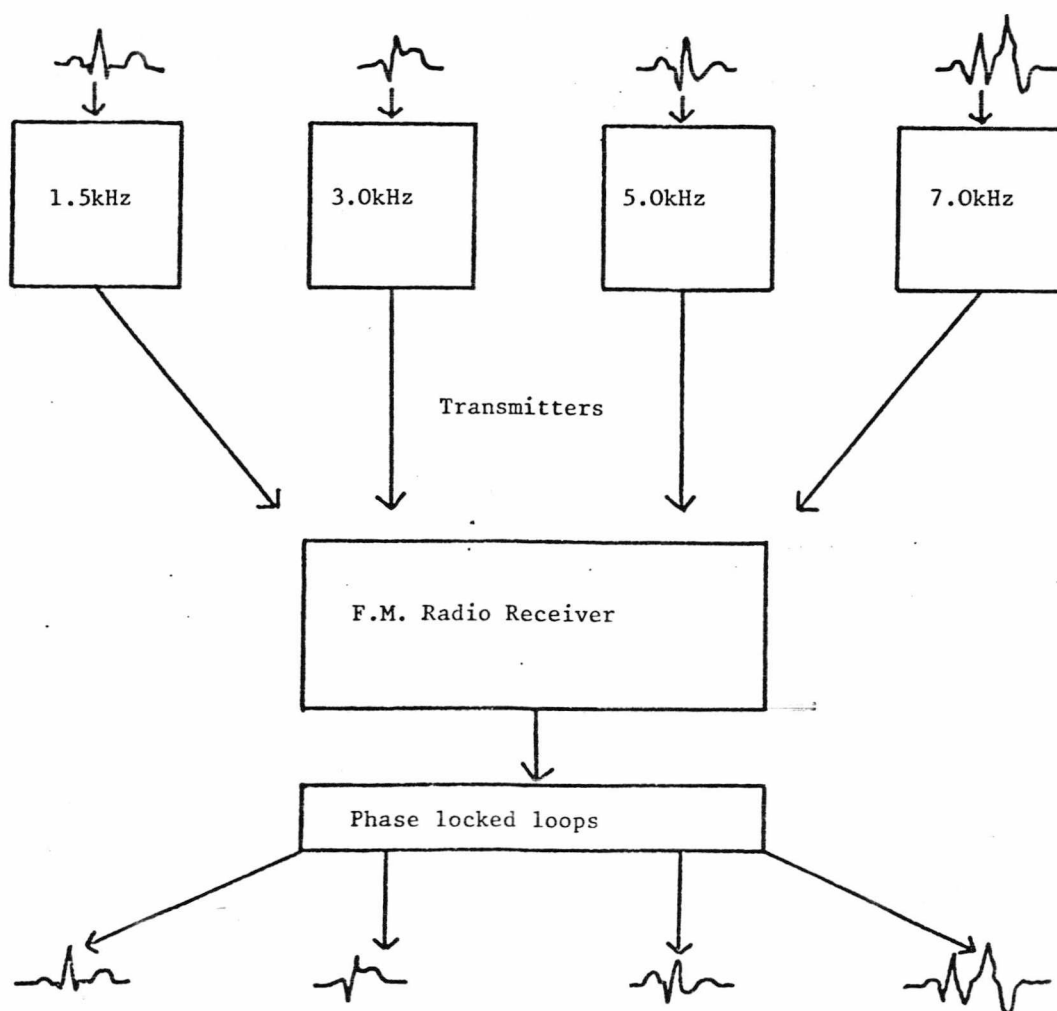 1.5kHz
3.0kHz
5.0kHz
7.0kHz
Transmitters
F.M. Radio Receiver
Phase locked loops